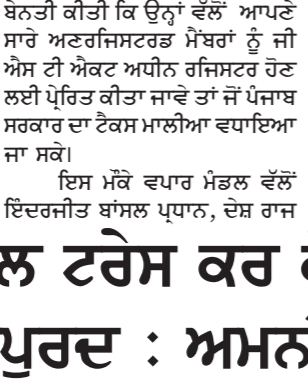 ਬੇਨਤੀ ਕੀਤੀ ਕਿ ਉਨ੍ਹਾਂ ਵੱਲੋਂ ਆਪਣੇ
ਸਾਰੇ ਅਣਰਜਿਸਟਰਡ ਮੈਂਬਰਾਂ ਨੂੰ ਜੀ
ਐਸ ਟੀ ਐਕਟ ਅਧੀਨ ਰਜਿਸਟਰ ਹੋਣ
ਲਈ ਪ੍ਰੇਰਿਤ ਕੀਤਾ ਜਾਵੇ ਤਾਂ ਜੋਂ ਪੰਜਾਬ
ਸਰਕਾਰ ਦਾ ਟੈਕਸ ਮਾਲੀਆ ਵਧਾਇਆ
ਜਾ ਸਕੇ।
ਇਸ ਮੌਕੇ ਵਪਾਰ ਮੰਡਲ ਵੱਲੋਂ
ਇੰਦਰਜੀਤ ਬਾਂਸਲ ਪ੍ਰਧਾਨ, ਦੇਸ਼ ਰਾਜ
ਲ ਟਰੇਸ ਕਰ
ਪੁਰਦ : ਅਮਨ